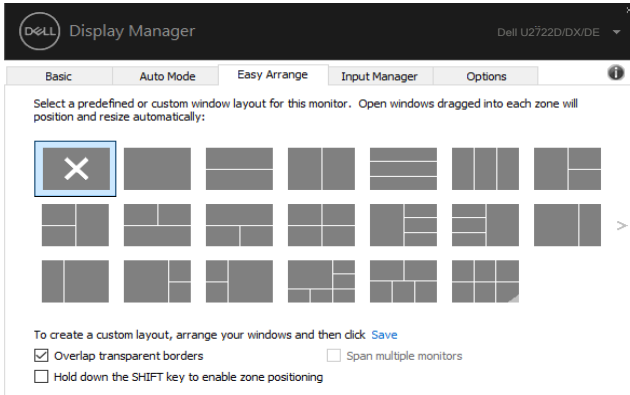 DELL Display Manager
Dell U2722D/DX/DE
Basic Auto Mode Easy Arrange Input Manager Options
Select a predefined or custom window layout for this monitor. Open windows dragged into each zone will
position and resize automatically:
To create a custom layout, arrange your windows and then click Save
Overlap transparent borders
Span multiple monitors
Hold down the SHIFT key to enable zone positioning